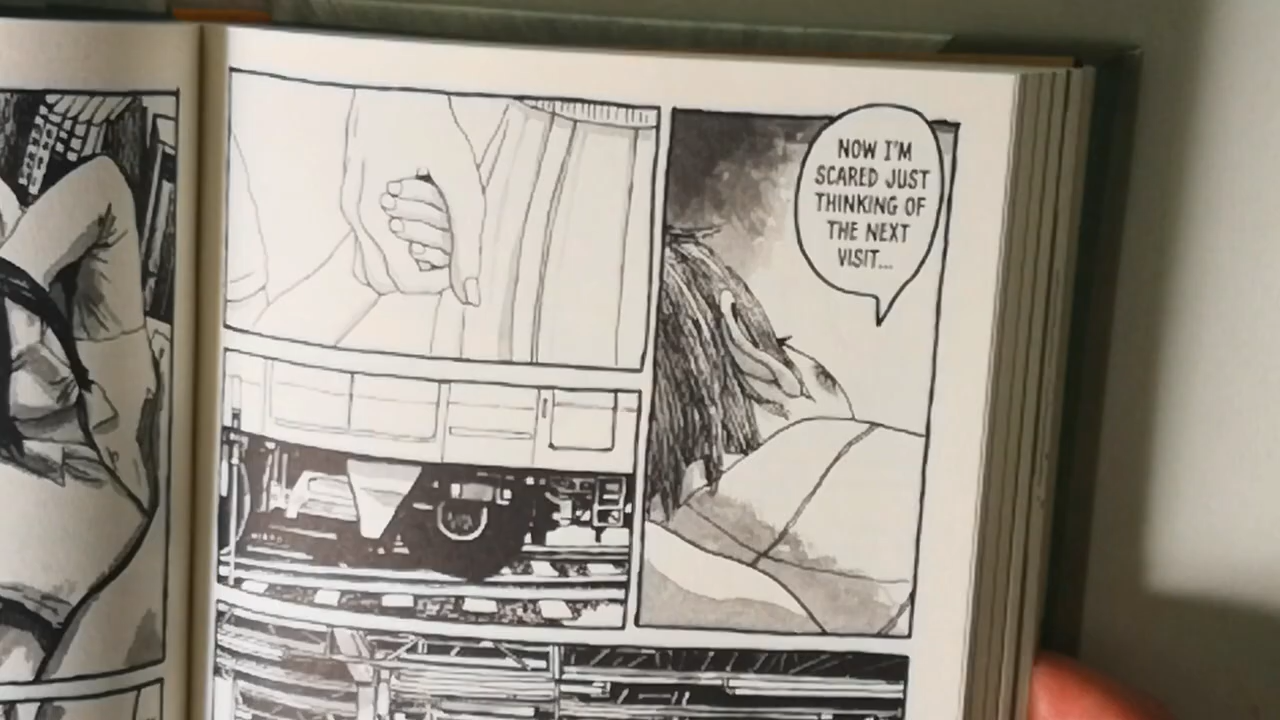 NOW I'M
SCARED JUST
THINKING OF
THE NEXT
VISIT...